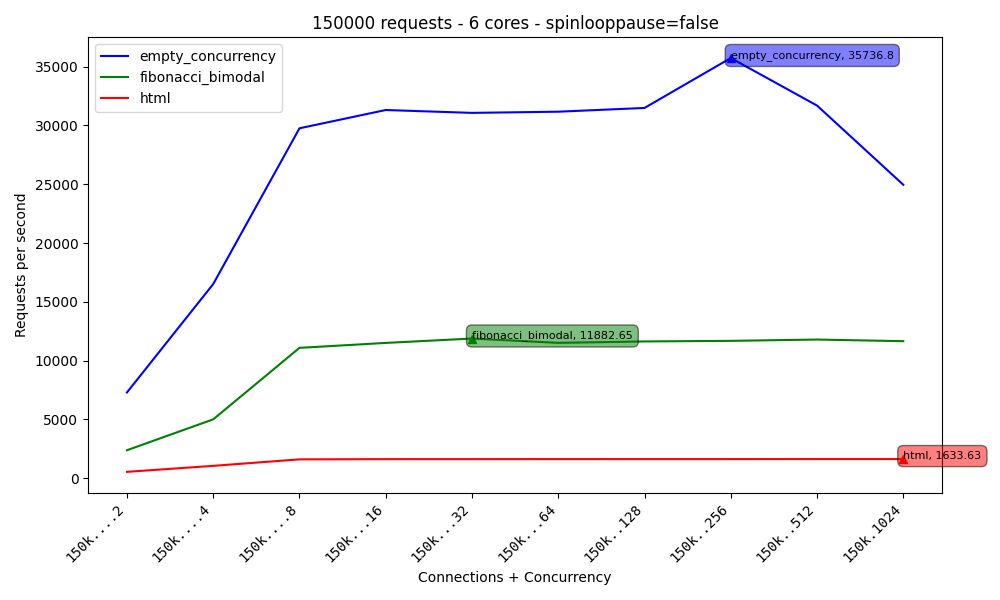 150000 requests - 6 cores - spinlooppause=false
empty_concurrency
fibonacci_bimodal
html
empty_concurrency, 35736.8
fibonacci_bimodal, 11882.65
html, 1633.63
Requests per second
35000
30000
25000
20000
15000
10000
5000
0
150k....2
150k....4
150k....8
150k...16
150k...32
150k...64
150k..128
150k..256
150k..512
150k.1024
Connections + Concurrency